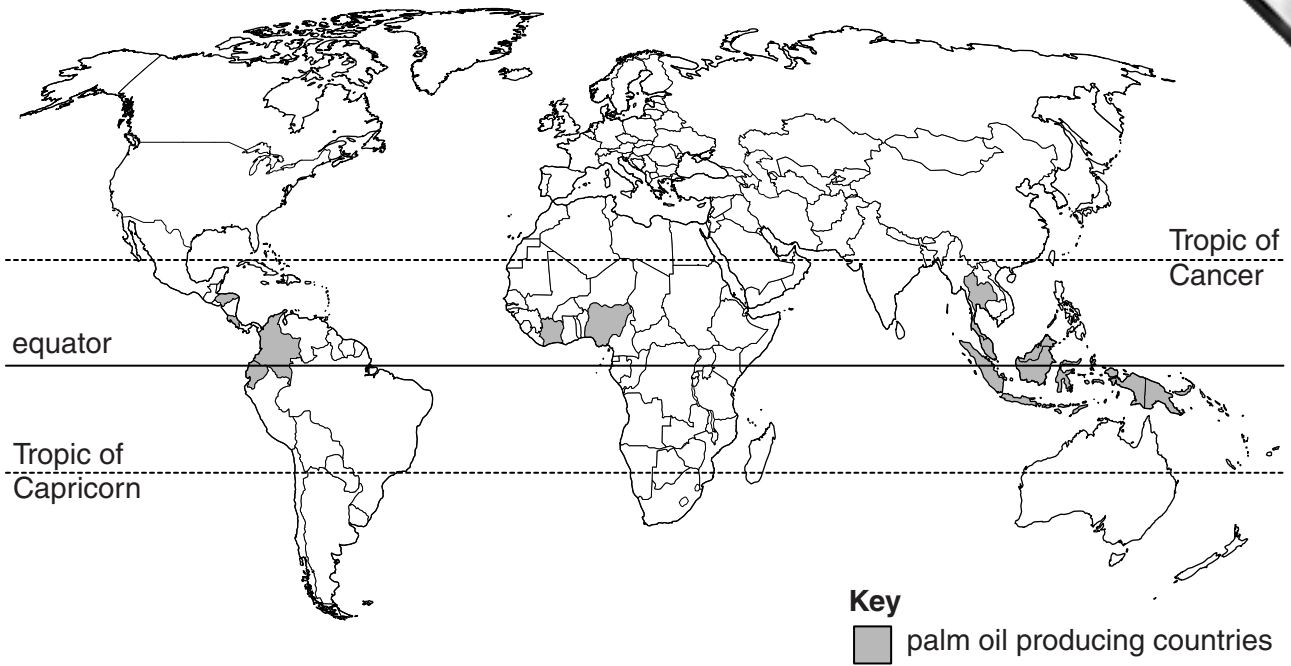 Tropic of
Cancer
equator
Tropic of
Capricorn
Key
palm oil producing countries